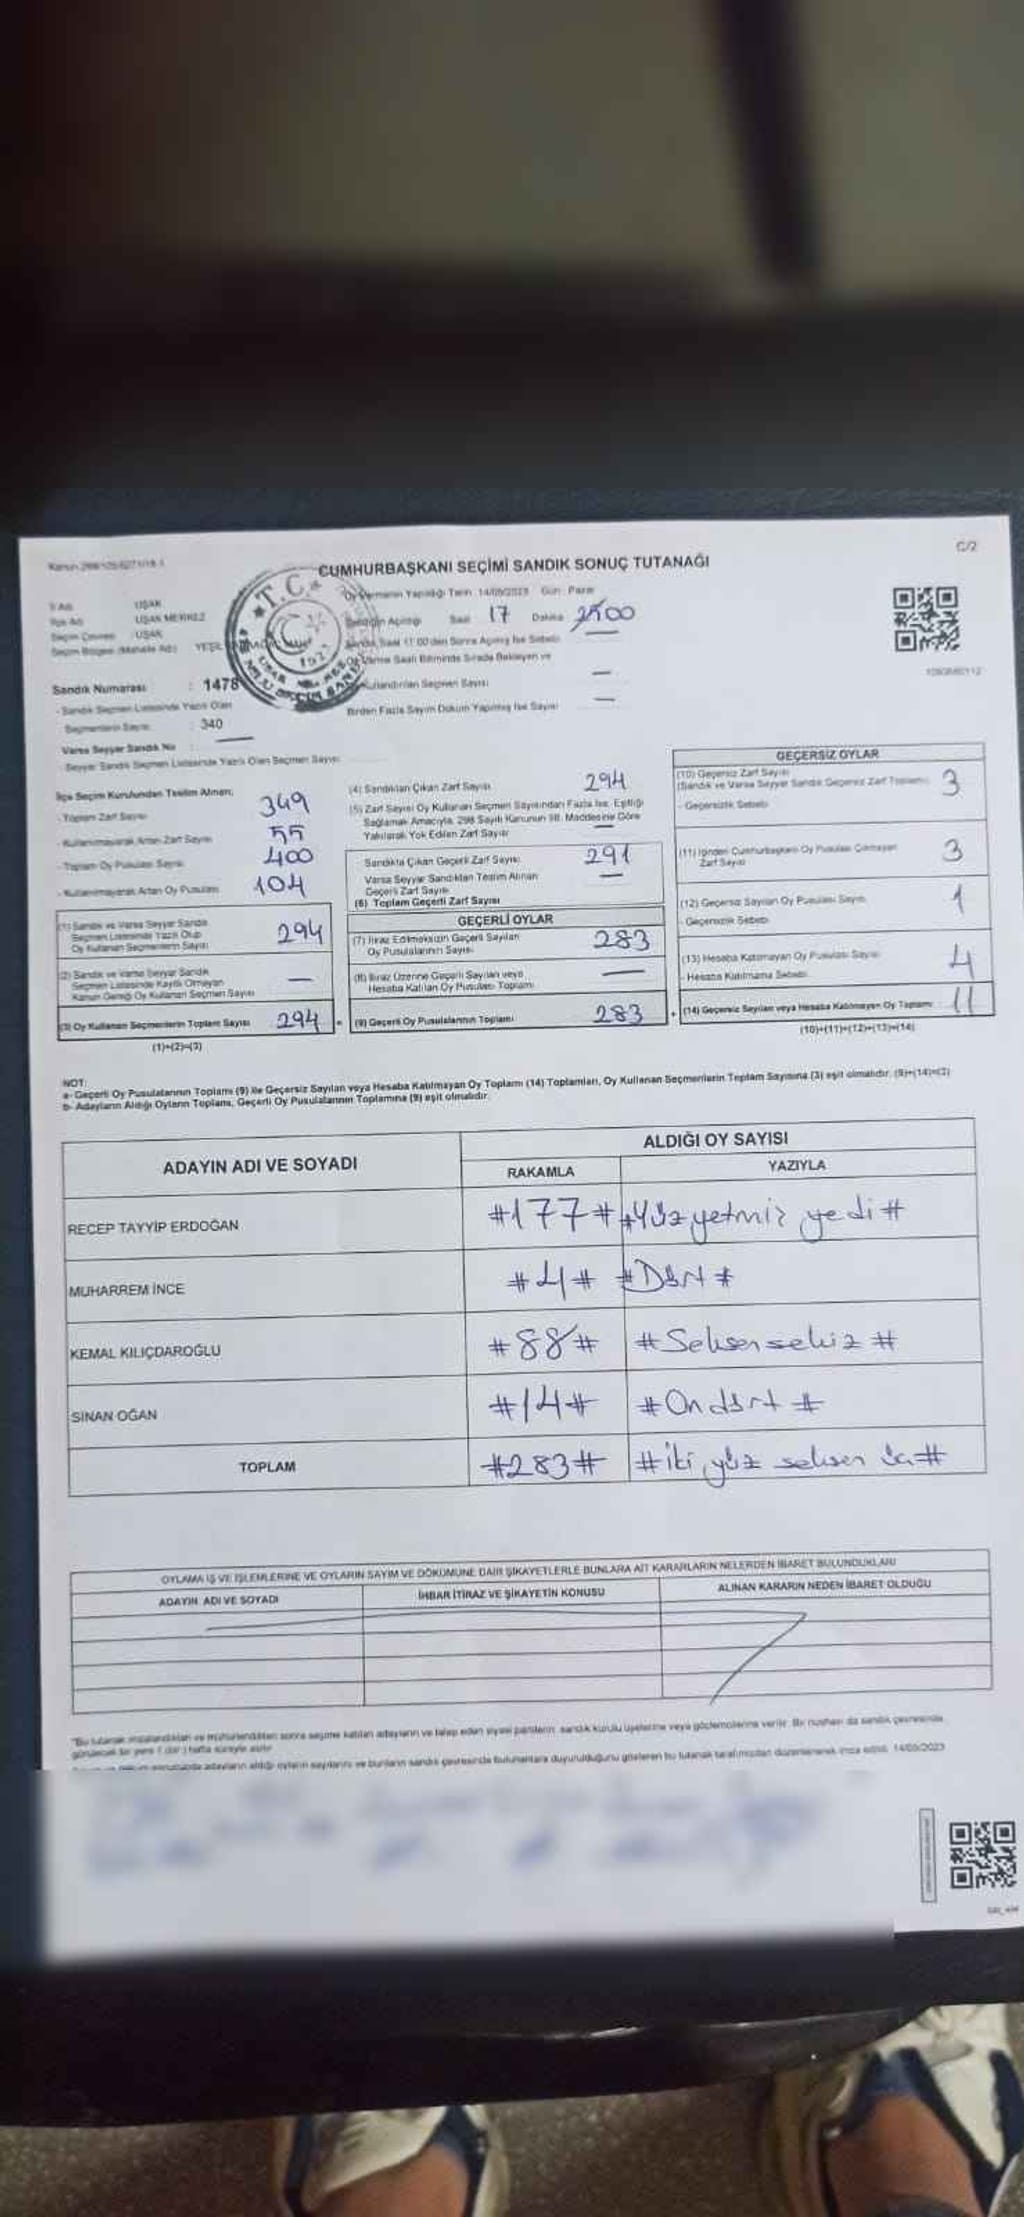 C/2
CUMHURBAŞKANI SEÇİMİ SANDIK SONUÇ TUTANAĞI
İl Adı UŞAK
Oy Vermenin Yapıldığı Tarih: 14/05/2023 Gün: Pazar
İlçe Adı UŞAK MERKEZ
Sandığın Açılışı Saat 17 Dakika
Seçim Çevresi UŞAK
Seçim Bölgesi (Mahalle Adı) YEŞİL
Sandık Saat 17:00'den Sonra Açılmış İse Sebebi
T.C.
Verme Saati Bitiminde Sırada Bekleyen ve
Kullandırılan Seçmen Sayısı
Sandık Numarası : 1478
- Sandık Seçmen Listesinde Yazılı Olan
Seçmenlerin Sayısı : 340
Birden Fazla Sayım Döküm Yapılmış İse Sayısı
Varsa Seyyar Sandık No
- Seyyar Sandık Seçmen Listesinde Yazılı Olan Seçmen Sayısı
İlçe Seçim Kurulundan Teslim Alınan;
- Toplam Zarf Sayısı 349
- Kullanılmayarak Artan Zarf Sayısı 55
- Toplam Oy Pusulası Sayısı 400
- Kullanılmayarak Artan Oy Pusulası 104
(1) Sandık ve Varsa Seyyar Sandık
Seçmen Listesinde Yazılı Olup
Oy Kullanan Seçmenlerin Sayısı 294
(2) Sandık ve Varsa Seyyar Sandık
Seçmen Listesinde Kayıtlı Olmayan
Kanun Gereği Oy Kullanan Seçmen Sayısı —
(3) Oy Kullanan Seçmenlerin Toplam Sayısı 294
(1)+(2)=(3)
(4) Sandıktan Çıkan Zarf Sayısı 294
(5) Zarf Sayısı Oy Kullanan Seçmen Sayısından Fazla İse, Eşitliği
Sağlamak Amacıyla, 298 Sayılı Kanunun 98. Maddesine Göre
Yakılarak Yok Edilen Zarf Sayısı —
Sandıkta Çıkan Geçerli Zarf Sayısı 291
Varsa Seyyar Sandıktan Teslim Alınan
Geçerli Zarf Sayısı —
(6) Toplam Geçerli Zarf Sayısı
GEÇERLİ OYLAR
(7) İtiraz Edilmeksizin Geçerli Sayılan
Oy Pusulalarının Sayısı 283
(8) İtiraz Üzerine Geçerli Sayılan veya
Hesaba Katılan Oy Pusulası Toplamı —
(9) Geçerli Oy Pusulalarının Toplamı 283
GEÇERSİZ OYLAR
(10) Geçersiz Zarf Sayısı
(Sandık ve Varsa Seyyar Sandık Geçersiz Zarf Toplamı) 3
- Geçersizlik Sebebi
(11) İçinden Cumhurbaşkanı Oy Pusulası Çıkmayan
Zarf Sayısı 3
(12) Geçersiz Sayılan Oy Pusulası Sayısı 1
- Geçersizlik Sebebi
(13) Hesaba Katılmayan Oy Pusulası Sayısı 4
- Hesaba Katılmama Sebebi
(14) Geçersiz Sayılan veya Hesaba Katılmayan Oy Toplamı 11
(10)+(11)+(12)+(13)=(14)
NOT:
a- Geçerli Oy Pusulalarının Toplamı (9) ile Geçersiz Sayılan veya Hesaba Katılmayan Oy Toplamı (14) Toplamları, Oy Kullanan Seçmenlerin Toplam Sayısına (3) eşit olmalıdır. (9)+(14)=(3)
b- Adayların Aldığı Oyların Toplamı, Geçerli Oy Pusulalarının Toplamına (9) eşit olmalıdır.
ADAYIN ADI VE SOYADI ALDIĞI OY SAYISI
RAKAMLA YAZIYLA
RECEP TAYYİP ERDOĞAN #177# #Yüz yetmiş yedi#
MUHARREM İNCE #4# #Dört#
KEMAL KILIÇDAROĞLU #88# #Seksen sekiz#
SİNAN OĞAN #14# #On dört#
TOPLAM #283# #iki yüz seksen üç#
OYLAMA İŞ VE İŞLEMLERİNE VE OYLARIN SAYIM VE DÖKÜMÜNE DAİR ŞİKAYETLERLE BUNLARA AİT KARARLARIN NELERDEN İBARET BULUNDUKLARI
ADAYIN ADI VE SOYADI İHBAR İTİRAZ VE ŞİKAYETİN KONUSU ALINAN KARARIN NEDEN İBARET OLDUĞU
"Bu tutanak imzalandıktan ve mühürlendikten sonra seçime katılan adayların ve talep eden siyasi partilerin, sandık kurulu üyelerine veya gözlemcilerine verilir. Bir nüshası da sandık çevresinde
görülecek bir yere 1 (bir) hafta süreyle asılır.
adayların aldığı oyların sayılarını ve bunların sandık çevresinde bulunanlara duyurulduğunu gösteren bu tutanak tarafımızdan düzenlenerek imza edildi. 14/05/2023